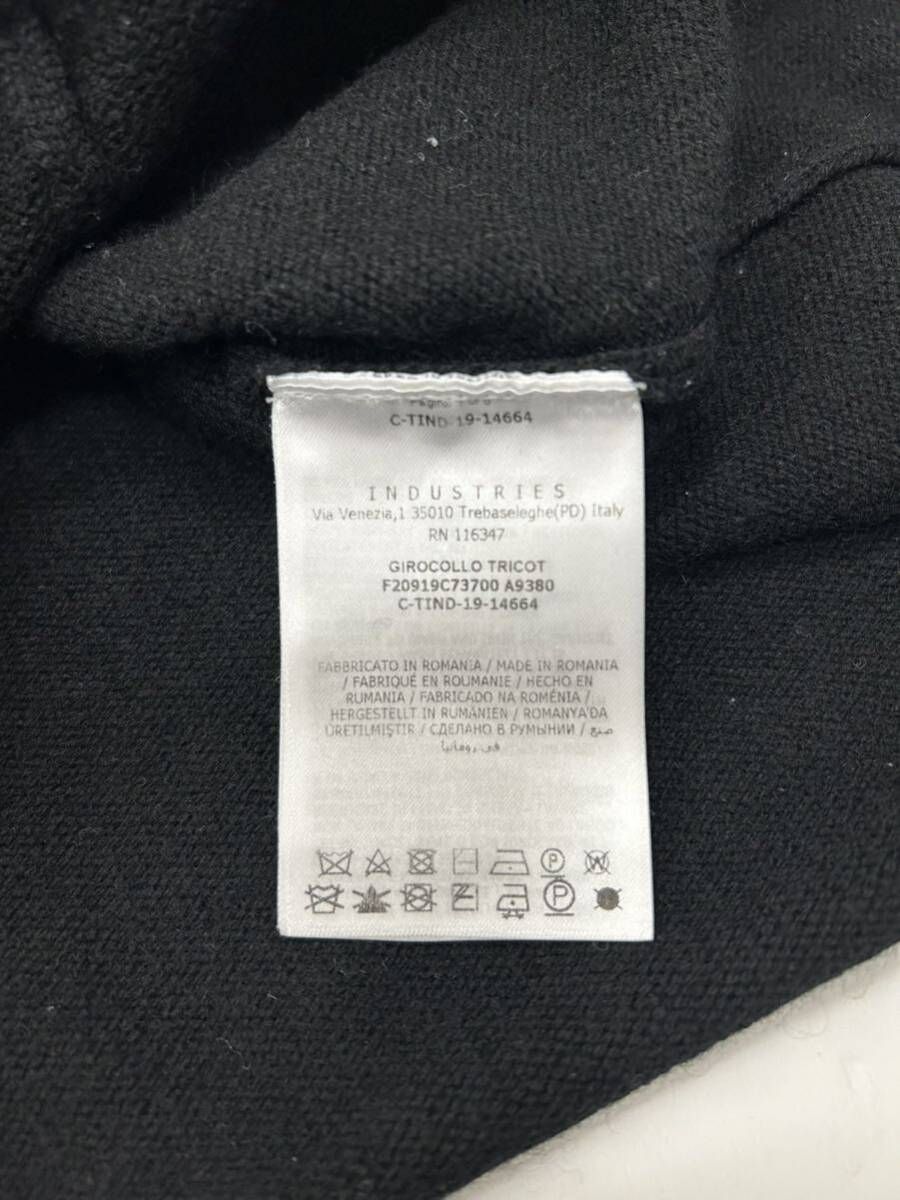 C-TIND-19-14664
INDUSTRIES
Via Venezia,1 35010 Trebaseleghe(PD) Italy
RN 116347
GIROCOLLO TRICOT
F20919C73700 A9380
C-TIND-19-14664
FABBRICATO IN ROMANIA / MADE IN ROMANIA
/ FABRIQUÉ EN ROUMANIE / HECHO EN
RUMANIA / FABRICADO NA ROMÉNIA /
HERGESTELLT IN RUMÄNIEN / ROMANYA'DA
ÜRETILMIŞTIR / СДЕЛАНО В РУМЫНИИ / صنع
في رومانيا
P W
P